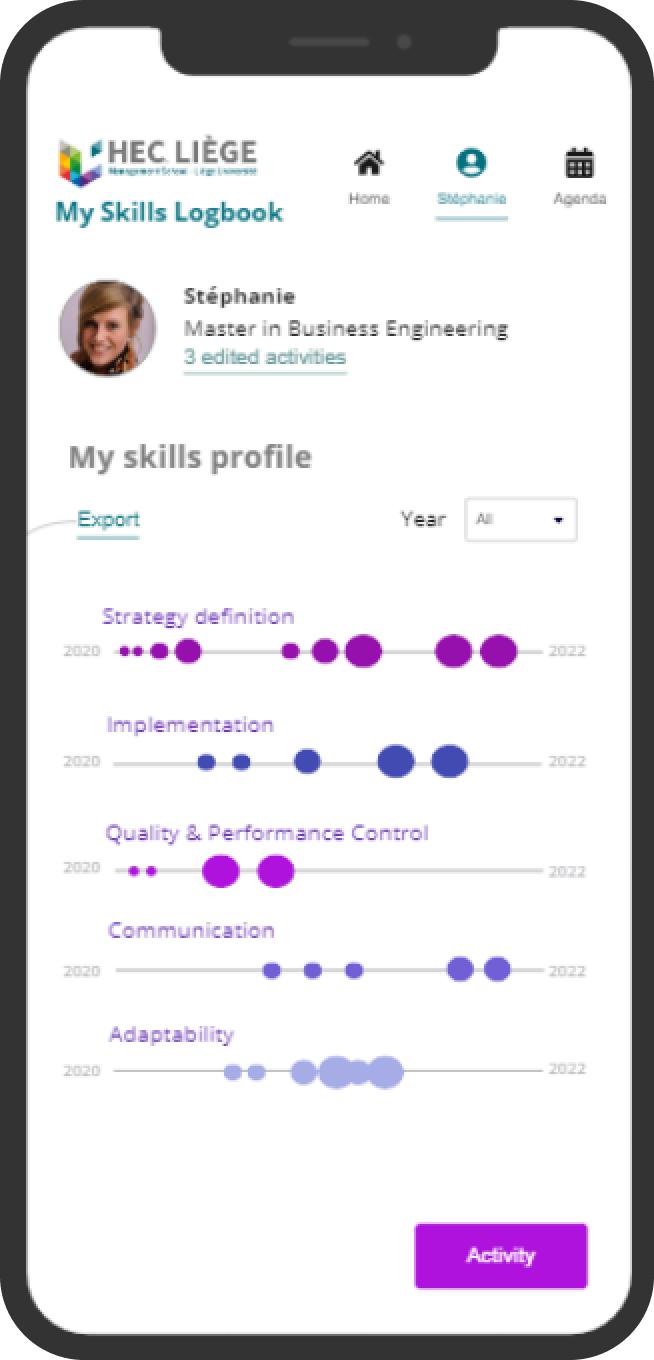 HEC LIÈGE
Management School - Liège Université
My Skills Logbook
Home
Stéphanie
Agenda
Stéphanie
Master in Business Engineering
3 edited activities
My skills profile
Export
Year
All
Strategy definition
2020
2022
Implementation
2020
2022
Quality & Performance Control
2020
2022
Communication
2020
2022
Adaptability
2020
2022
Activity